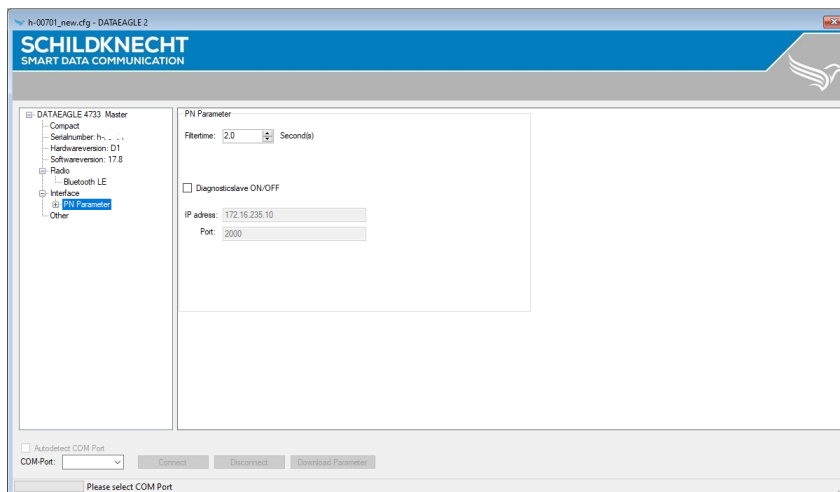 h-00701_new.cfg - DATAEAGLE 2
SCHILDKNECHT
SMART DATA COMMUNICATION
DATAEAGLE 4733 Master
Compact
Serialnumber: h-
Hardwareversion: D1
Softwareversion: 17.8
Radio
Bluetooth LE
Interface
PN Parameter
Other
PN Parameter
Filtertime: 2,0 Second(s)
Diagnosticslave ON/OFF
IP adress: 172.16.235.10
Port: 2000
Autodetect COM Port
COM-Port: Connect Disconnect Download Parameter
Please select COM Port